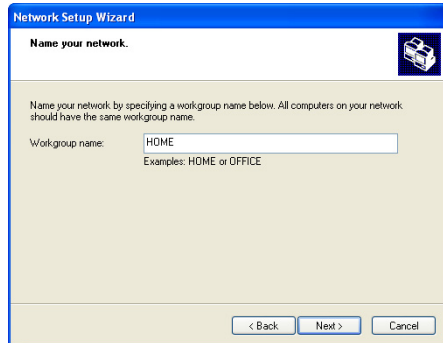 Network Setup Wizard
Name your network.
Name your network by specifying a workgroup name below. All computers on your network
should have the same workgroup name.
Workgroup name:
HOME
Examples: HOME or OFFICE
< Back
Next >
Cancel